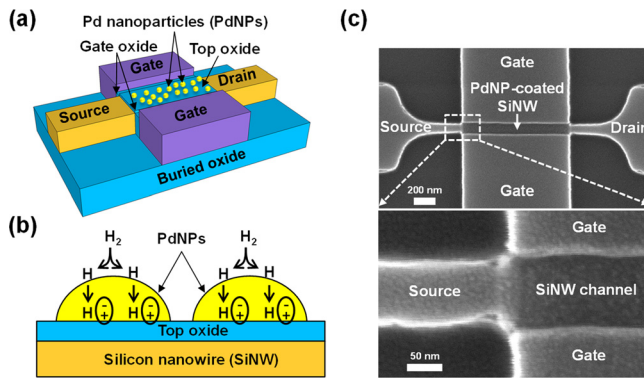 (a)
Pd nanoparticles (PdNPs)
Gate oxide
Top oxide
Gate
Drain
Source
Gate
Buried oxide
(b)
H2
PdNPs
H2
H H
H H
H - + H - +
H - + H - +
Top oxide
Silicon nanowire (SiNW)
(c)
Gate
PdNP-coated
SiNW
Source
Drain
Gate
200 nm
Gate
Source
SiNW channel
Gate
50 nm